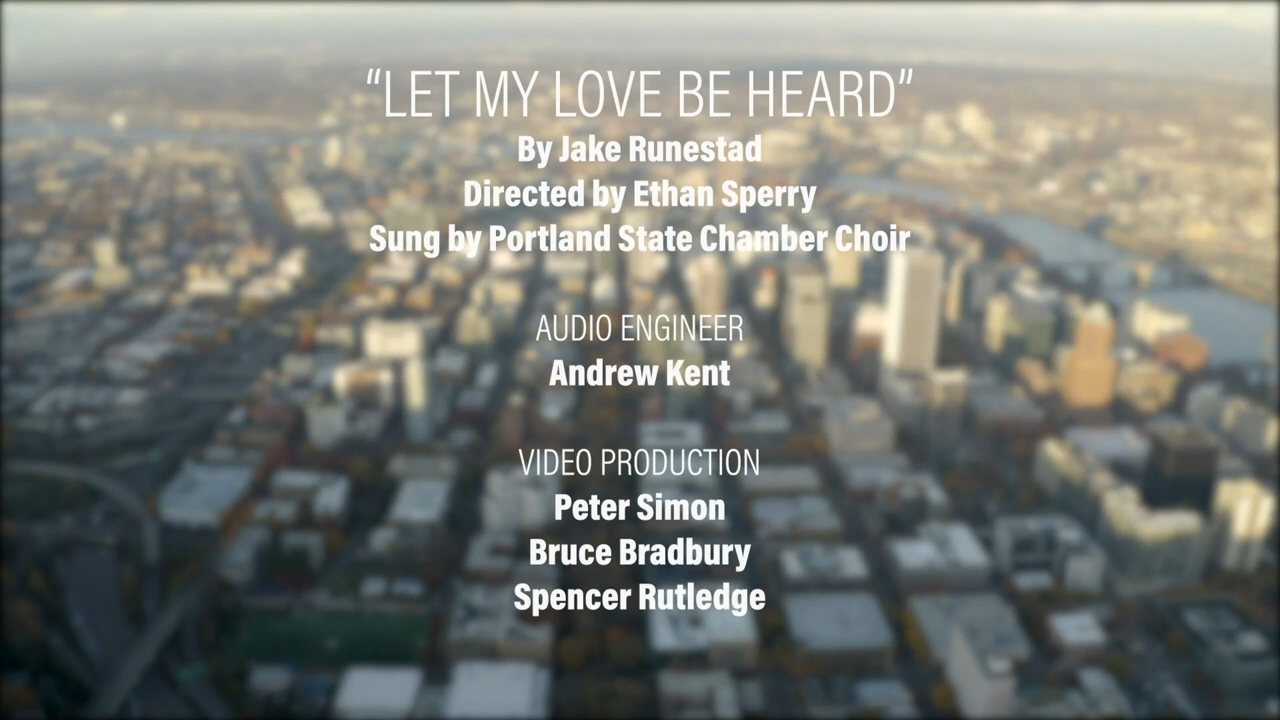 “LET MY LOVE BE HEARD”
By Jake Runestad
Directed by Ethan Sperry
Sung by Portland State Chamber Choir
AUDIO ENGINEER
Andrew Kent
VIDEO PRODUCTION
Peter Simon
Bruce Bradbury
Spencer Rutledge